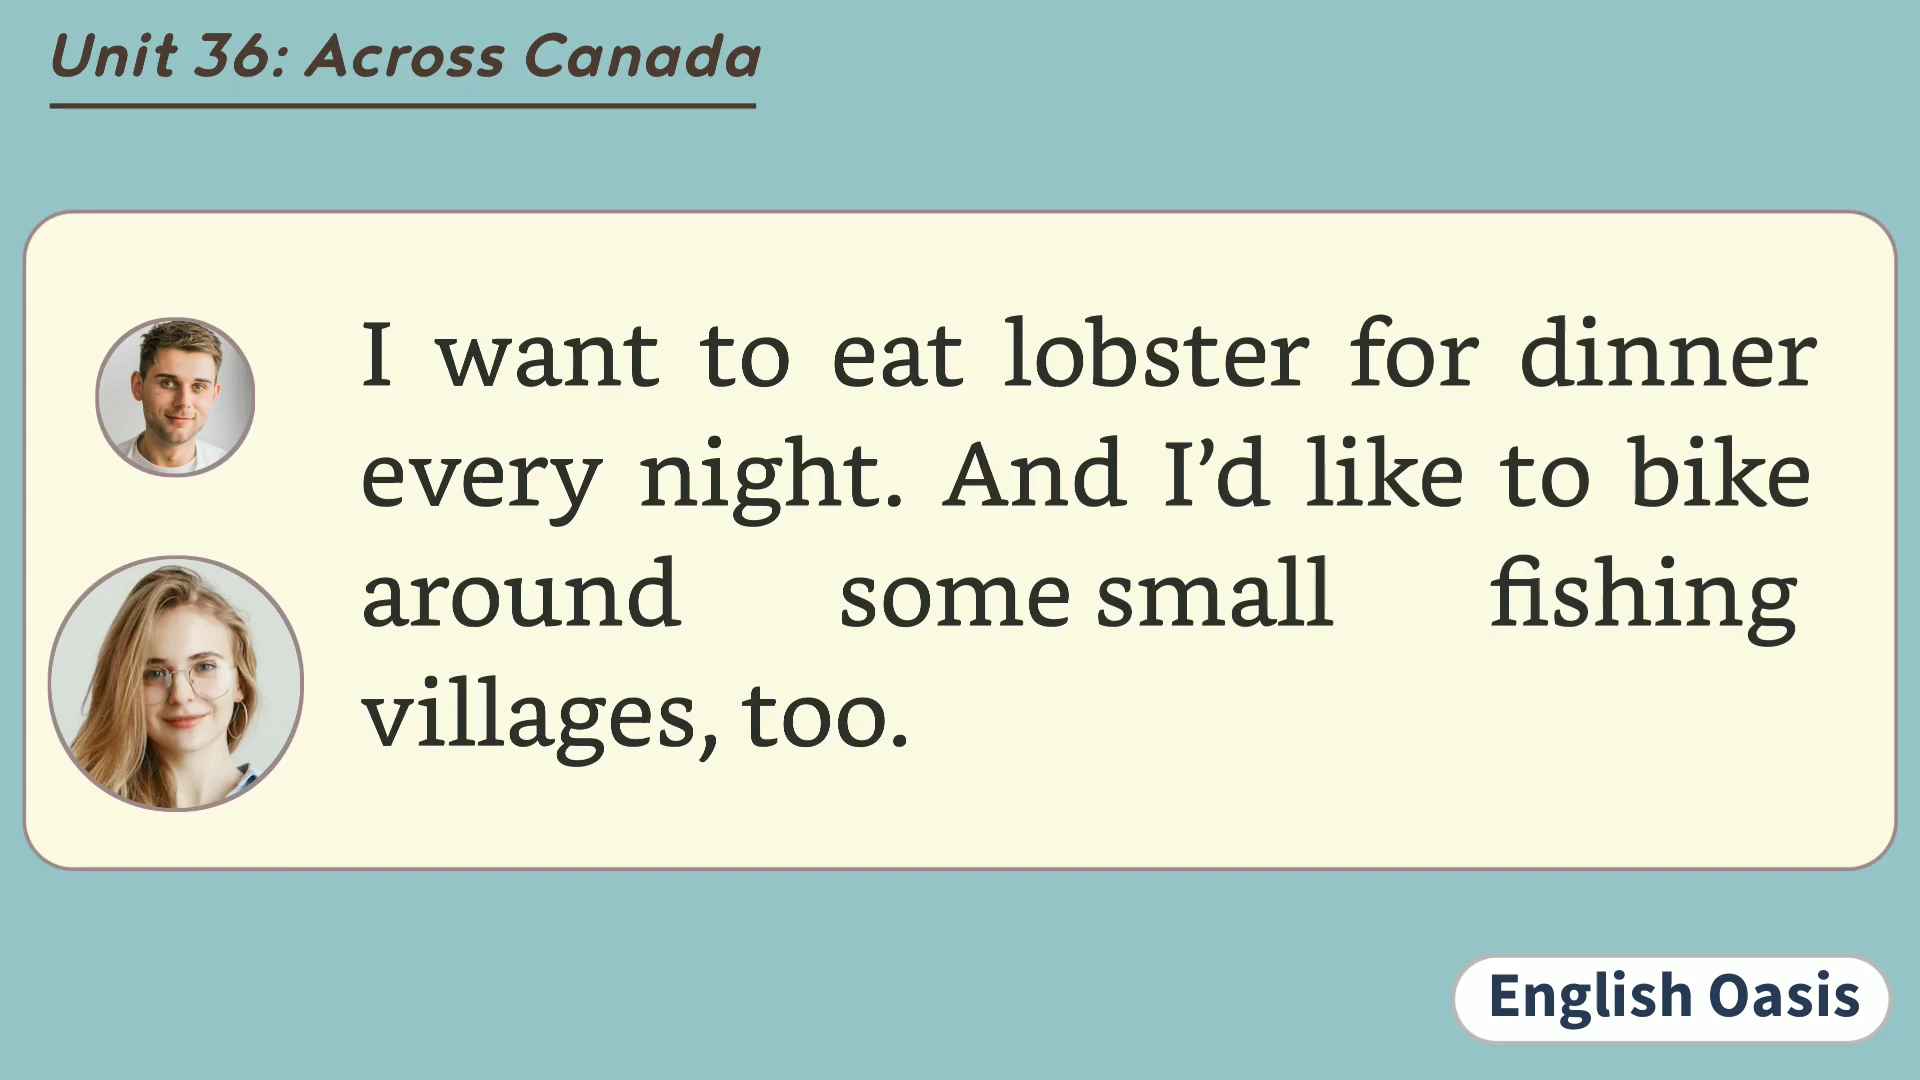 Unit 36: Across Canada
I want to eat lobster for dinner
every night. And I’d like to bike
around some small fishing
villages, too.
English Oasis